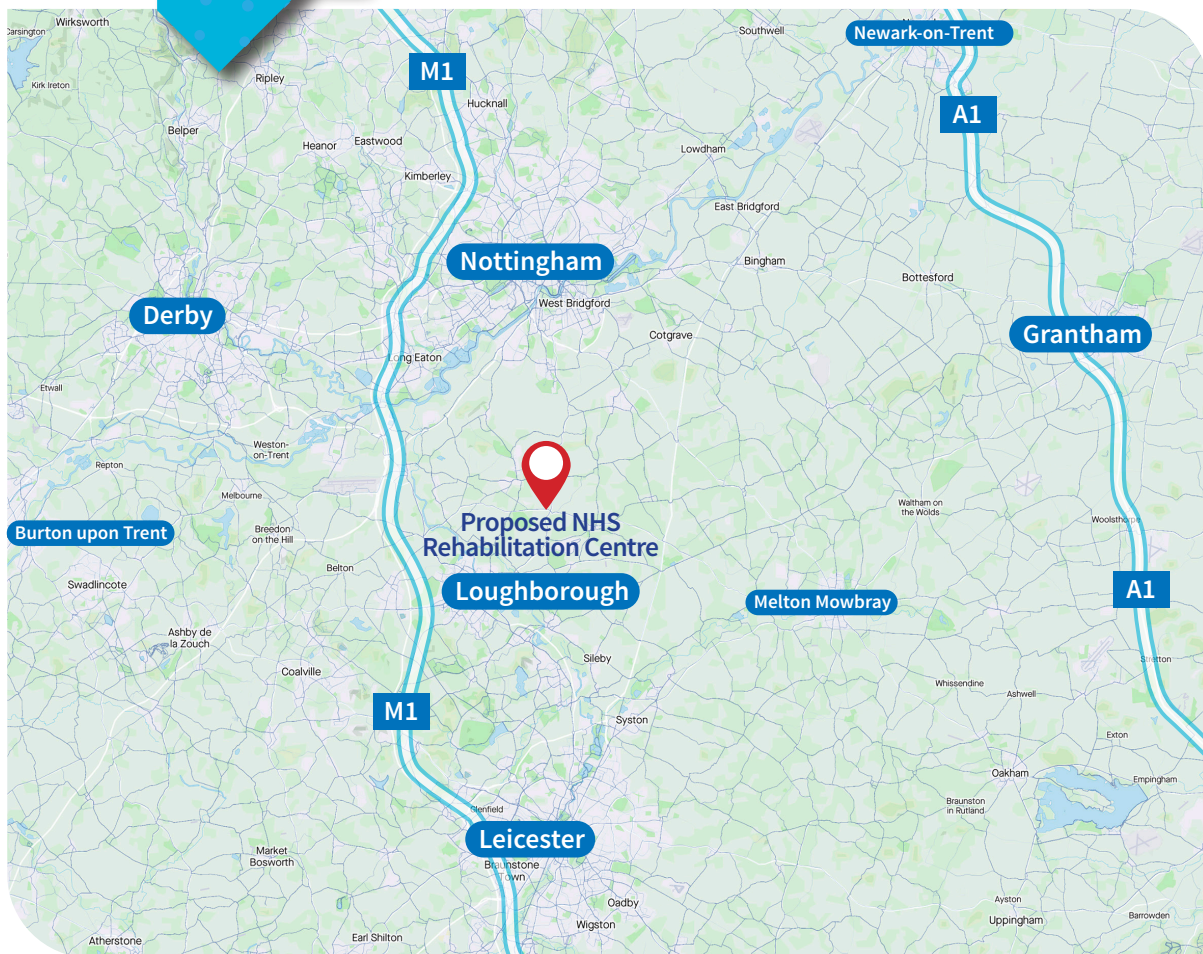 Wirksworth
Carsington
Southwell
Newark-on-Trent
Ripley
M1
Kirk Ireton
Hucknall
A1
Belper
Eastwood
Heanor
Lowdham
Kimberley
East Bridgford
Nottingham
Bingham
Bottesford
Derby
West Bridgford
Cotgrave
Grantham
Long Eaton
Etwall
Weston-
on-Trent
Repton
Melbourne
Waltham on
the Wolds
Proposed NHS
Rehabilitation Centre
Woolsthorpe
Burton upon Trent
Breedon
on the Hill
Belton
Swadlincote
Loughborough
Melton Mowbray
A1
Ashby de
la Zouch
Sileby
Stretton
Coalville
Whissendine
Ashwell
M1
Syston
Exton
Oakham
Empingham
Braunston
in Rutland
Glenfield
Leicester
Market
Bosworth
Braunstone
Town
Oadby
Ayston
Wigston
Uppingham
Barrowden
Atherstone
Earl Shilton